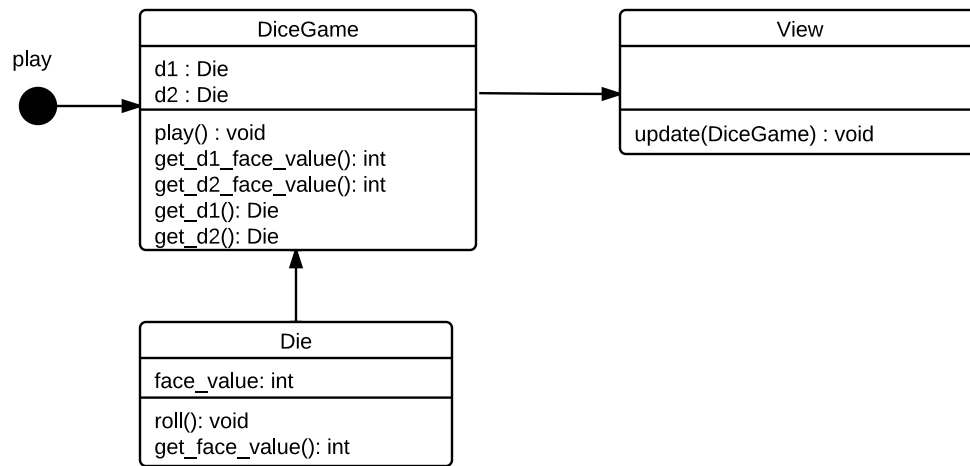 play
DiceGame
d1 : Die
d2 : Die
play() : void
get_d1_face_value(): int
get_d2_face_value(): int
get_d1(): Die
get_d2(): Die
View
update(DiceGame) : void
Die
face_value: int
roll(): void
get_face_value(): int